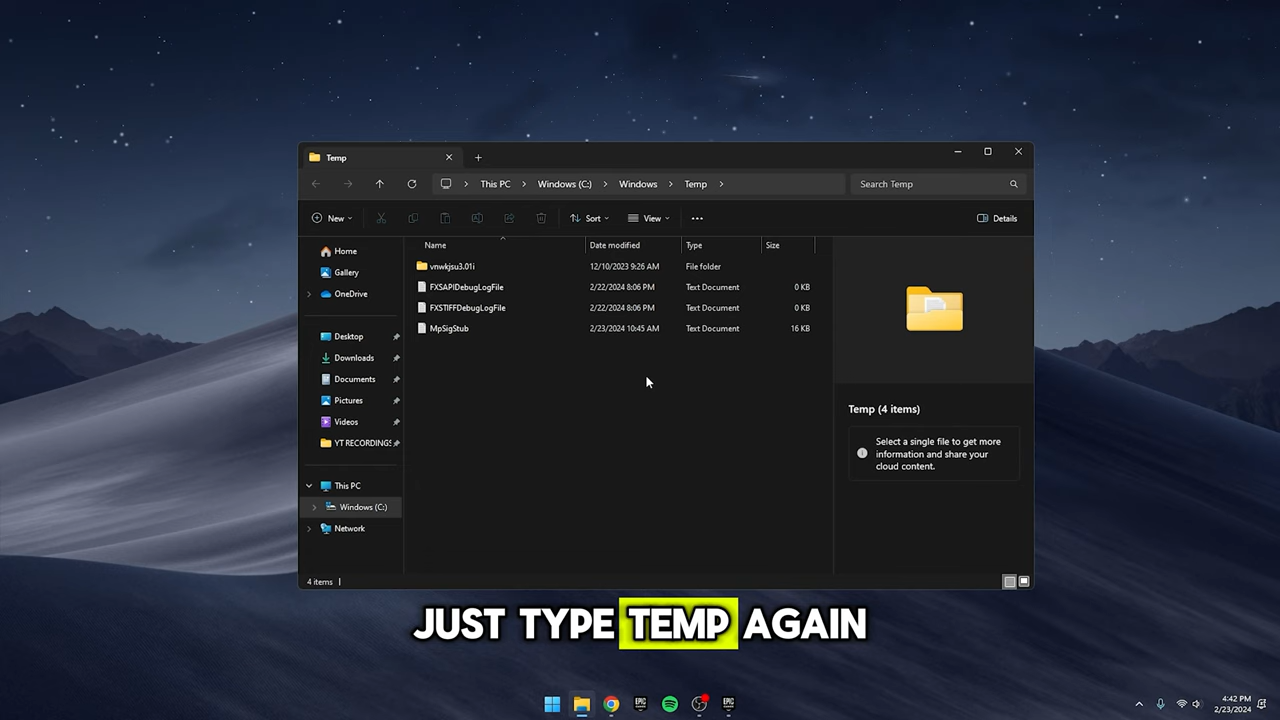 Temp
This PC > Windows (C:) > Windows > Temp >
Search Temp
New
Sort
View
Details
Name Date modified Type Size
vnwkjsu3.01i 12/10/2023 9:26 AM File folder
FXSAPIDebugLogFile 2/22/2024 8:06 PM Text Document 0 KB
FXSTIFFDebugLogFile 2/22/2024 8:06 PM Text Document 0 KB
MpSigStub 2/23/2024 10:45 AM Text Document 16 KB
Home
Gallery
OneDrive
Desktop
Downloads
Documents
Pictures
Videos
YT RECORDINGS
This PC
Windows (C:)
Network
Temp (4 items)
Select a single file to get more
information and share your
cloud content.
4 items
JUST TYPE TEMP AGAIN
EPIC
EPIC
4:42 PM
2/23/2024